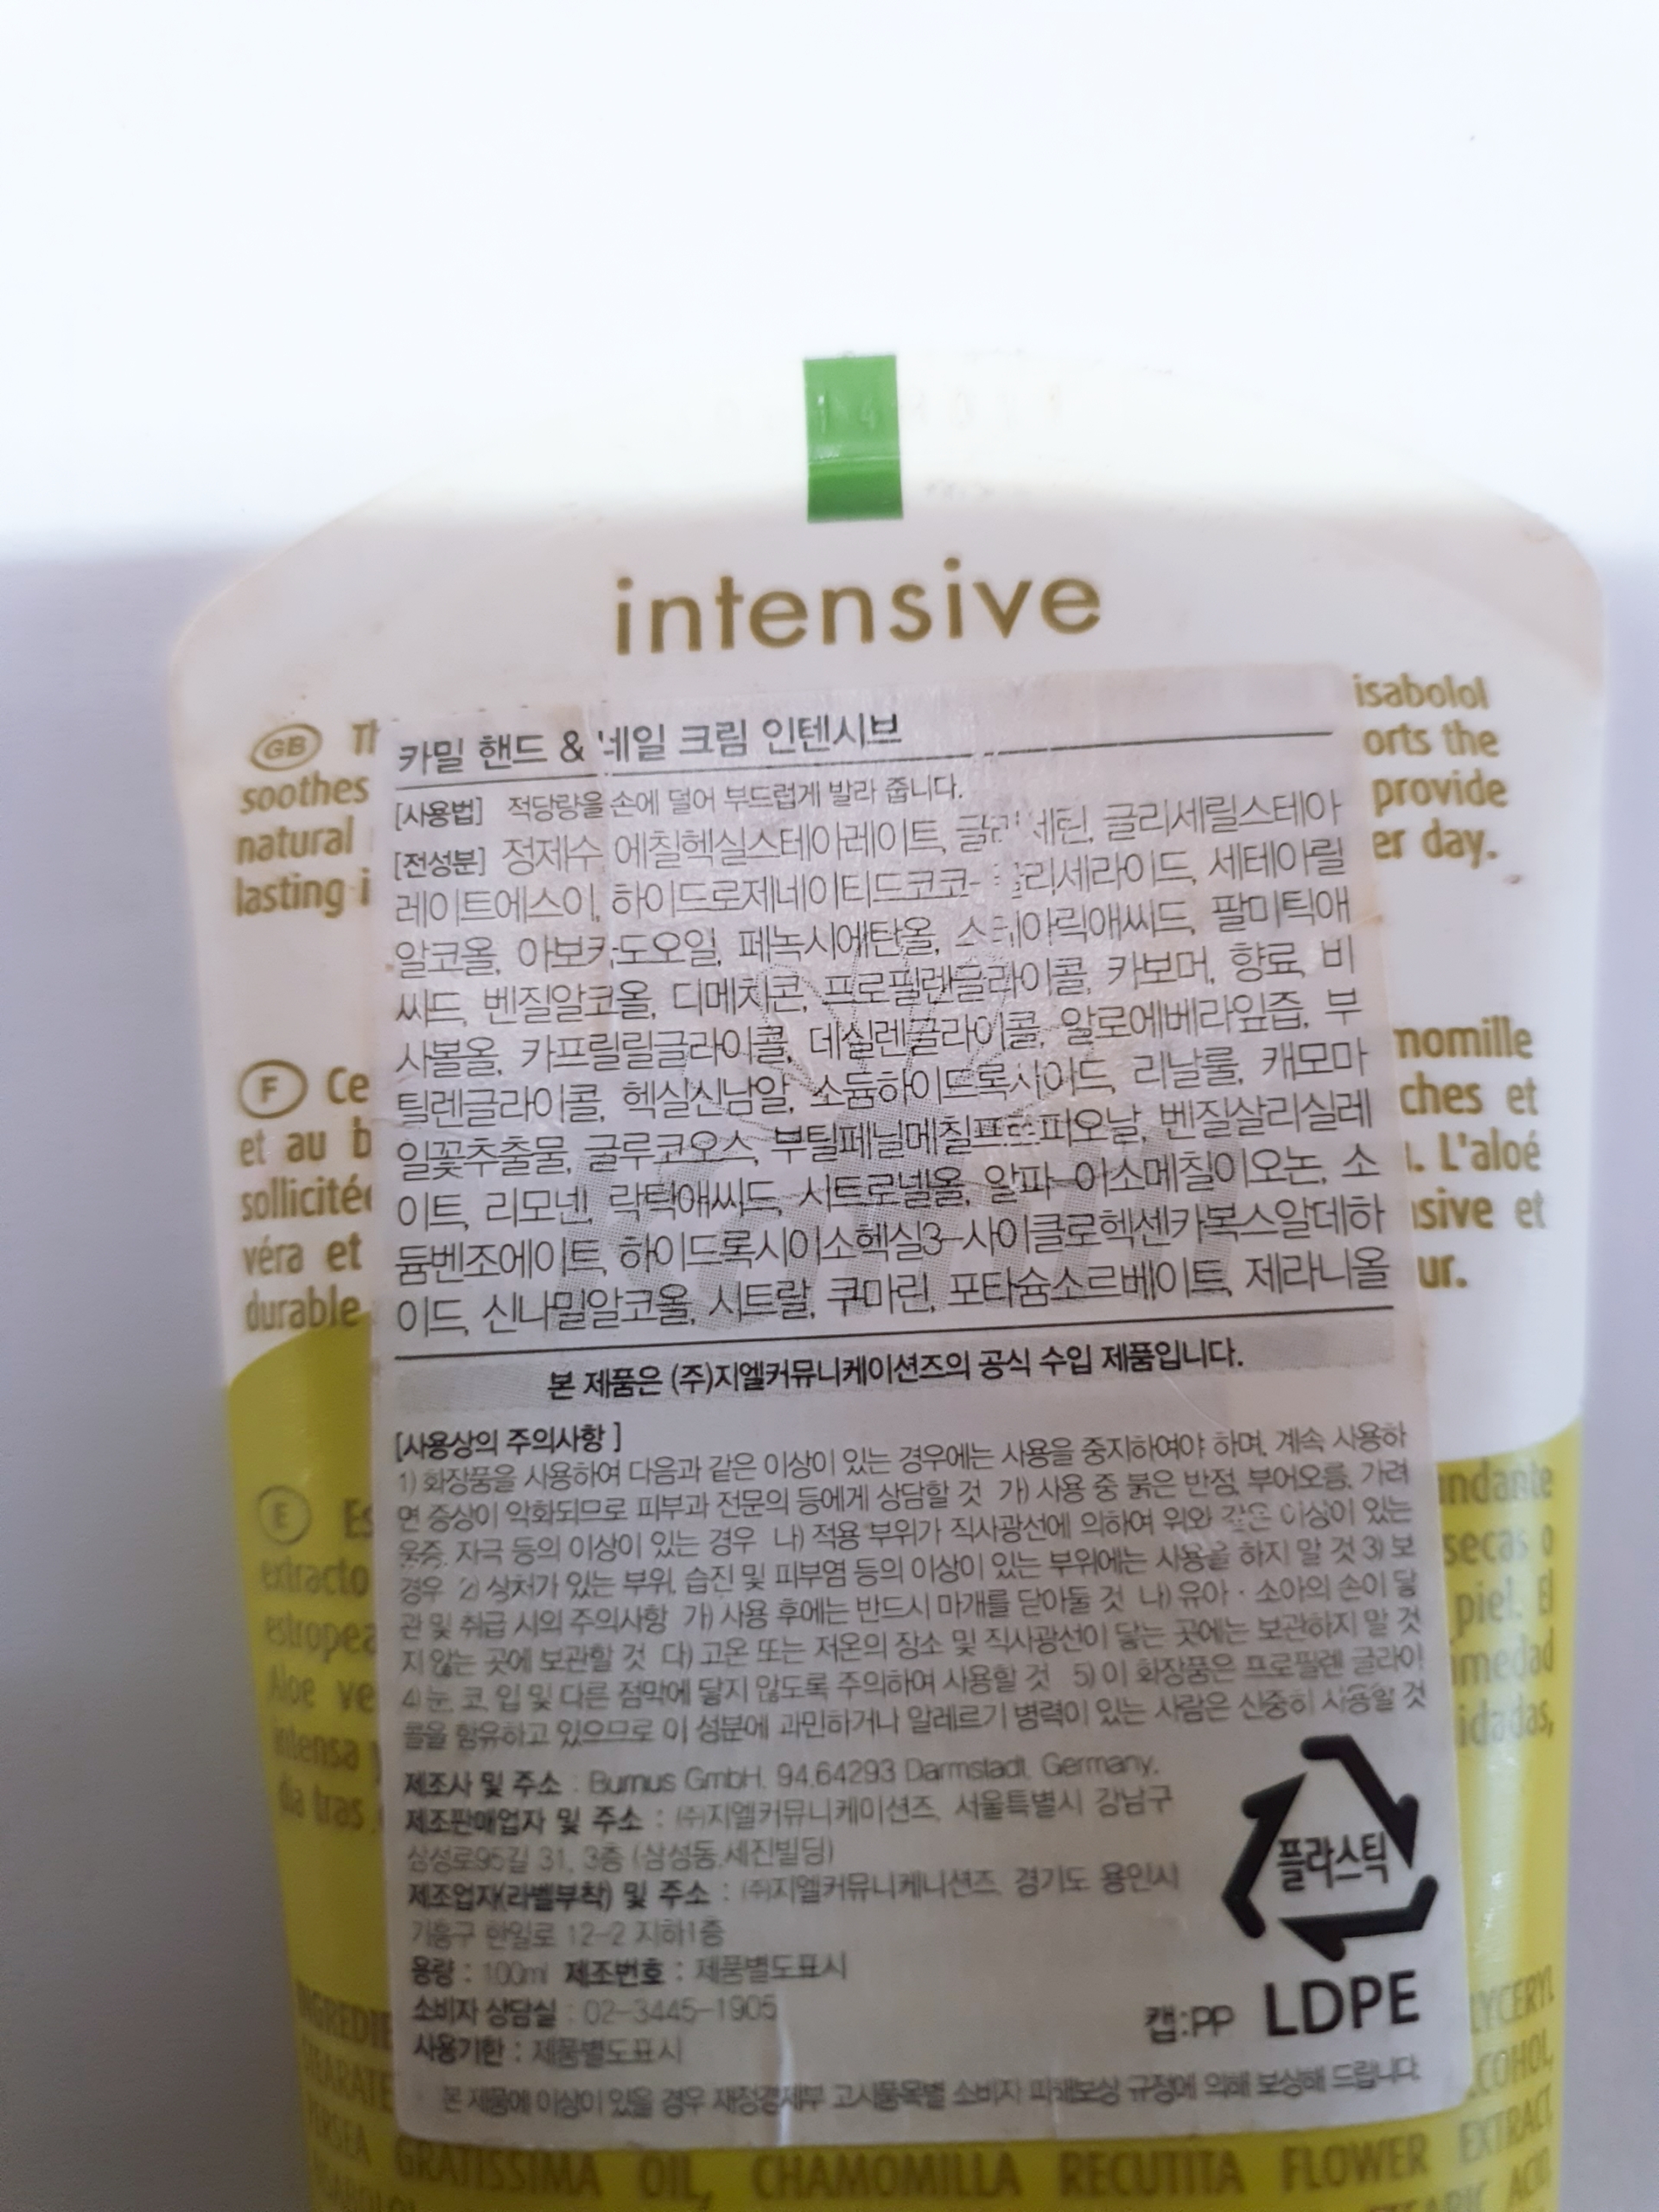 intensive
카밀 핸드 & 네일 크림 인텐시브
[사용법] 적당량을 손에 덜어 부드럽게 발라 줍니다.
[전성분] 정제수, 에칠헥실스테아레이트, 글리세린, 글리세릴스테아
레이트에스이, 하이드로제네이티드코코-글리세라이드, 세테아릴
알코올, 아보카도오일, 페녹시에탄올, 스테아릭애씨드, 팔미틱애
씨드, 벤질알코올, 디메치콘, 프로필렌글라이콜, 카보머, 향료, 비
사볼올, 카프릴릴글라이콜, 데실렌글라이콜, 알로에베라잎즙, 부
틸렌글라이콜, 헥실신남알, 소듐하이드록사이드, 리날룰, 캐모마
일꽃추출물, 글루코오스, 부틸페닐메칠프로피오날, 벤질살리실레
이트, 리모넨, 락틱애씨드, 시트로넬올, 알파-아소메칠이오논, 소
듐벤조에이트, 하이드록시이소헥실3-사이클로헥센카복스알데하
이드, 신나밀알코올, 시트랄, 쿠마린, 포타슘소르베이트, 제라니올
본 제품은 (주)지엘커뮤니케이션즈의 공식 수입 제품입니다.
[사용상의 주의사항 ]
1) 화장품을 사용하여 다음과 같은 이상이 있는 경우에는 사용을 중지하여야 하며, 계속 사용하
면 증상이 악화되므로 피부과 전문의 등에게 상담할 것 가) 사용 중 붉은 반점, 부어오름, 가려
움증, 자극 등의 이상이 있는 경우 나) 적용 부위가 직사광선에 의하여 위와 같은 이상이 있는
경우 2) 상처가 있는 부위, 습진 및 피부염 등의 이상이 있는 부위에는 사용을 하지 말 것 3) 보
관 및 취급 시의 주의사항 가) 사용 후에는 반드시 마개를 닫아둘 것 나) 유아 · 소아의 손이 닿
지 않는 곳에 보관할 것 다) 고온 또는 저온의 장소 및 직사광선이 닿는 곳에는 보관하지 말 것
4) 눈, 코, 입 및 다른 점막에 닿지 않도록 주의하여 사용할 것 5) 이 화장품은 프로필렌 글라이
콜을 함유하고 있으므로 이 성분에 과민하거나 알레르기 병력이 있는 사람은 신중히 사용할 것
제조사 및 주소 : Burnus GmbH. 94,64293 Darmstadt, Germany.
제조판매업자 및 주소 : (주)지엘커뮤니케이션즈, 서울특별시 강남구
삼성로95길 31, 3층 (삼성동,세진빌딩)
제조업자(라벨부착) 및 주소 : (주)지엘커뮤니케니션즈, 경기도 용인시
기흥구 한일로 12-2 지하1층
용량 : 100ml 제조번호 : 제품별도표시
소비자 상담실 : 02-3445-1905
사용기한 : 제품별도표시
플라스틱
캡:PP LDPE
본 제품에 이상이 있을 경우 재정경제부 고시품목별 소비자 피해보상 규정에 의해 보상해 드립니다.
GB
soothes
natural
lasting
isabolol
orts the
provide
er day.
F Ce
et au b
sollicitée
véra et
durable
momille
ches et
L'aloé
sive et
ur.
E Es
extracto
estropea
Aloe ve
intensa y
día tras
ndante
secas o
piel. El
medad
idadas,
GRATISSIMA OIL, CHAMOMILLA RECUTITA FLOWER EXTRACT,